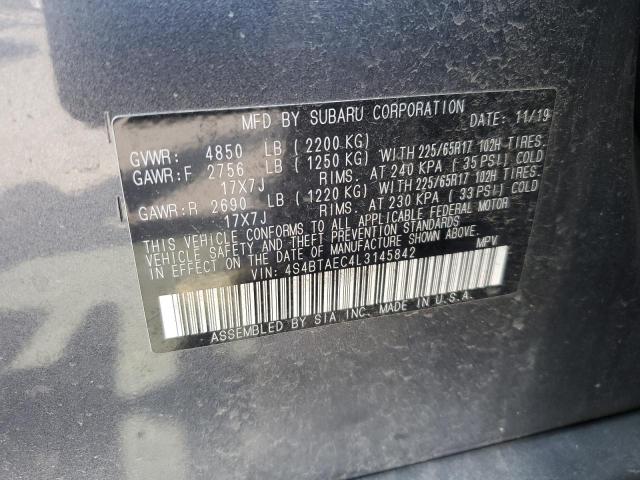 MFD BY SUBARU CORPORATION DATE: 11/19
GVWR: 4850 LB (2200 KG)
GAWR:F 2756 LB (1250 KG) WITH 225/65R17 102H TIRES.
17X7J RIMS. AT 240 KPA (35 PSI) COLD
GAWR:R 2690 LB (1220 KG) WITH 225/65R17 102H TIRES.
17X7J RIMS. AT 230 KPA (33 PSI) COLD
THIS VEHICLE CONFORMS TO ALL APPLICABLE FEDERAL MOTOR
VEHICLE SAFETY AND THEFT PREVENTION STANDARDS
IN EFFECT ON THE DATE OF MANUFACTURE SHOWN ABOVE.
VIN: 4S4BTAEC4L3145842 MPV
ASSEMBLED BY SIA INC. MADE IN U.S.A.